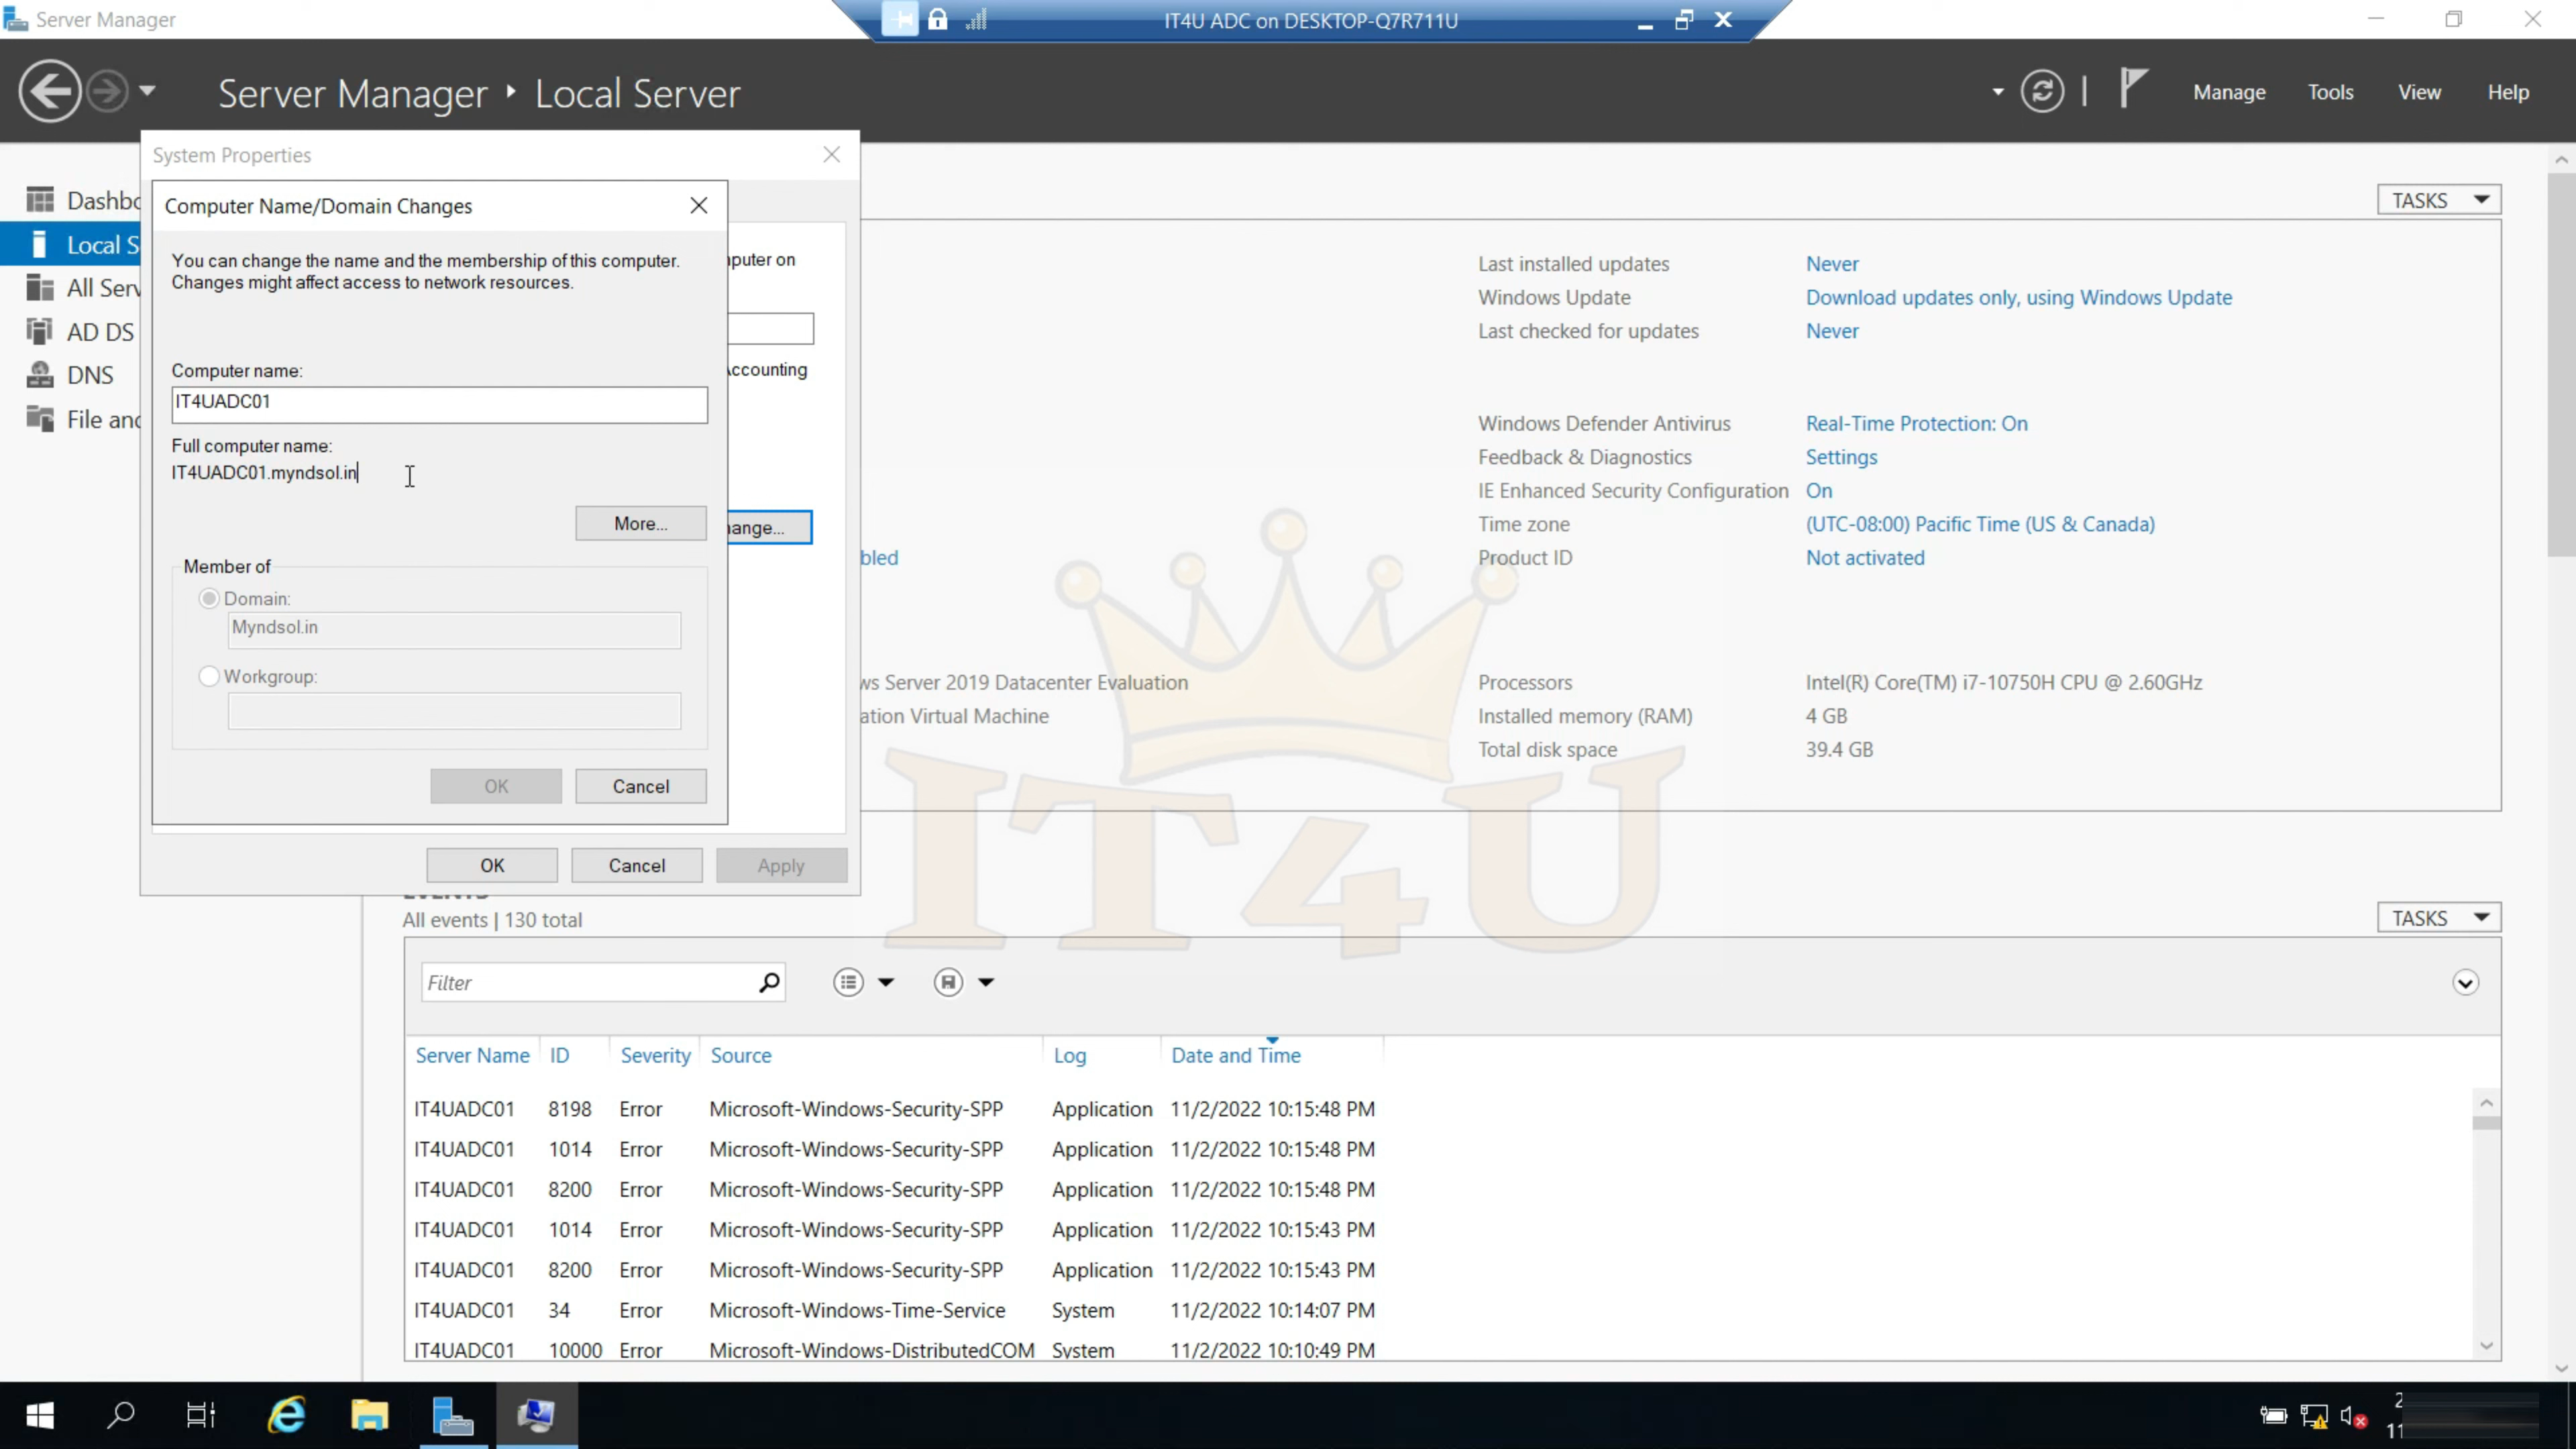 Server Manager
IT4U ADC on DESKTOP-Q7R711U
Server Manager
Local Server
Manage
Tools
View
Help
Local S
All Serv
AD DS
DNS
File and
System Properties
Computer Name/Domain Changes
You can change the name and the membership of this computer.
Changes might affect access to network resources.
Computer name:
IT4UADC01
Full computer name:
IT4UADC01.myndsol.in
More...
Member of
Domain:
Myndsol.in
Workgroup:
OK
Cancel
Accounting
OK
Cancel
Apply
TASKS
Last installed updates
Never
Windows Update
Download updates only, using Windows Update
Last checked for updates
Never
Windows Defender Antivirus
Real-Time Protection: On
Feedback & Diagnostics
Settings
IE Enhanced Security Configuration
On
Time zone
(UTC-08:00) Pacific Time (US & Canada)
Product ID
Not activated
Server 2019 Datacenter Evaluation
Virtual Machine
Processors
Intel(R) Core(TM) i7-10750H CPU @ 2.60GHz
Installed memory (RAM)
4 GB
Total disk space
39.4 GB
IT4U
EVENTS
All events | 130 total
TASKS
Filter
Server Name ID Severity Source Log Date and Time
IT4UADC01 8198 Error Microsoft-Windows-Security-SPP Application 11/2/2022 10:15:48 PM
IT4UADC01 1014 Error Microsoft-Windows-Security-SPP Application 11/2/2022 10:15:48 PM
IT4UADC01 8200 Error Microsoft-Windows-Security-SPP Application 11/2/2022 10:15:48 PM
IT4UADC01 1014 Error Microsoft-Windows-Security-SPP Application 11/2/2022 10:15:43 PM
IT4UADC01 8200 Error Microsoft-Windows-Security-SPP Application 11/2/2022 10:15:43 PM
IT4UADC01 34 Error Microsoft-Windows-Time-Service System 11/2/2022 10:14:07 PM
IT4UADC01 10000 Error Microsoft-Windows-DistributedCOM System 11/2/2022 10:10:49 PM